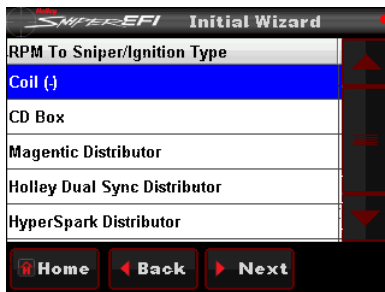 Holley
SNIPER EFI Initial Wizard
RPM To Sniper/Ignition Type
Coil (-)
CD Box
Magentic Distributor
Holley Dual Sync Distributor
HyperSpark Distributor
Home Back Next